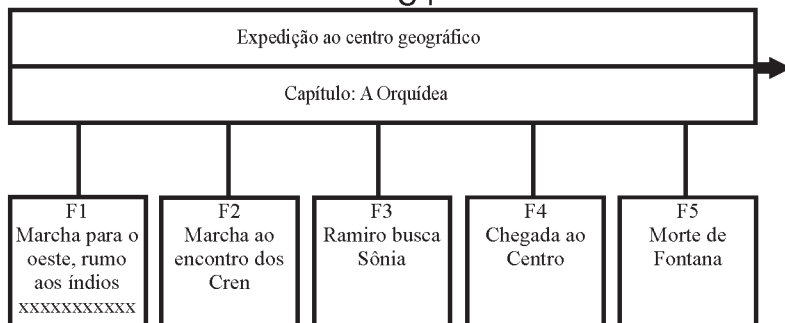 Expedição ao centro geográfico
Capítulo: A Orquídea
F1
Marcha para o
oeste, rumo
aos índios
xxxxxxxxxxx
F2
Marcha ao
encontro dos
Cren
F3
Ramiro busca
Sônia
F4
Chegada ao
Centro
F5
Morte de
Fontana